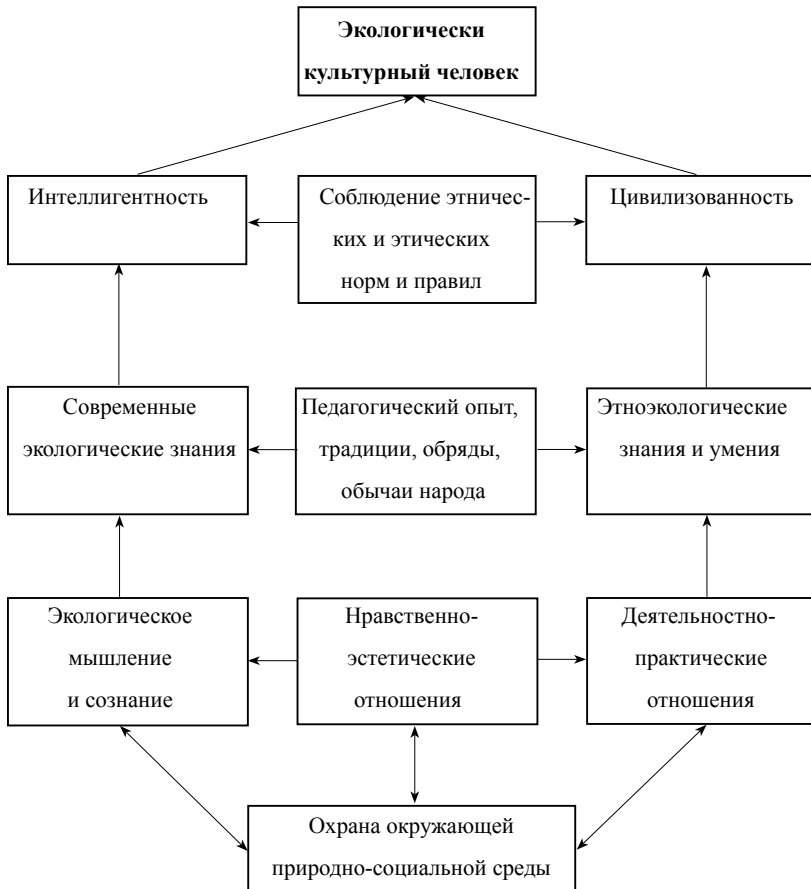 Экологически
культурный человек
Интеллигентность
Соблюдение этничес-
ких и этических
норм и правил
Цивилизованность
Современные
экологические знания
Педагогический опыт,
традиции, обряды,
обычаи народа
Этноэкологические
знания и умения
Экологическое
мышление
и сознание
Нравственно-
эстетические
отношения
Деятельностно-
практические
отношения
Охрана окружающей
природно-социальной среды